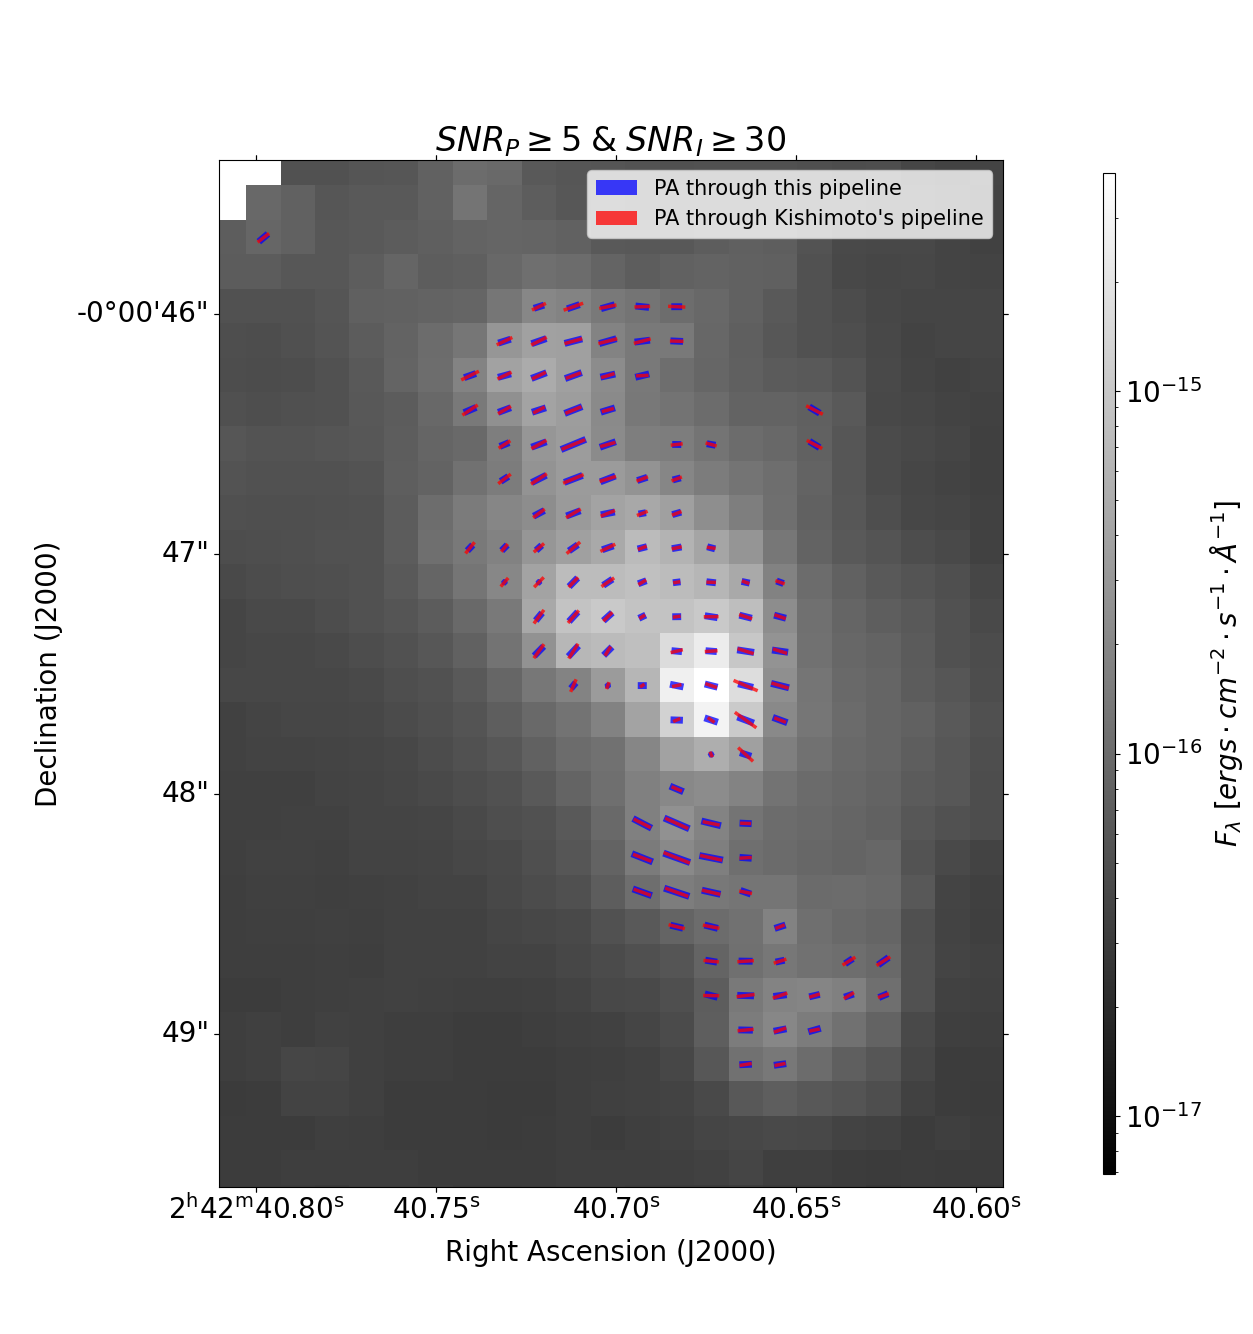 SNR_P ≥ 5 & SNR_I ≥ 30
PA through this pipeline
PA through Kishimoto's pipeline
-0°00'46"
47"
48"
49"
Declination (J2000)
2ʰ42ᵐ40.80ˢ 40.75ˢ 40.70ˢ 40.65ˢ 40.60ˢ
Right Ascension (J2000)
10⁻¹⁵
10⁻¹⁶
10⁻¹⁷
F_λ [ergs · cm⁻² · s⁻¹ · Å⁻¹]